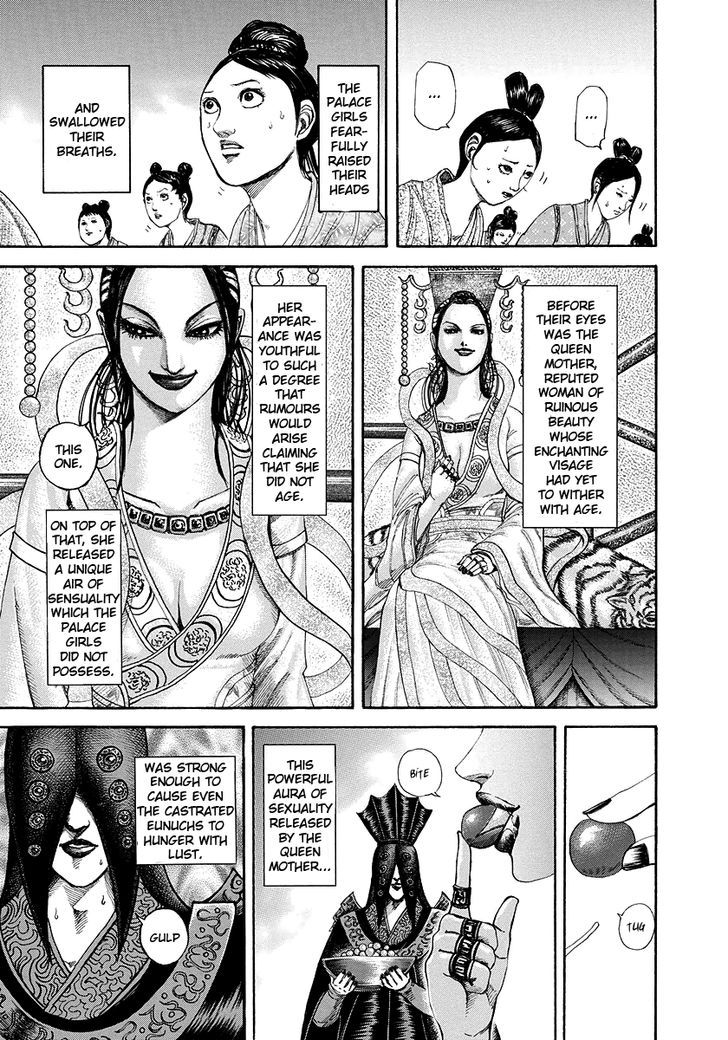 ...
...
THE
PALACE
GIRLS
FEAR-
FULLY
RAISED
THEIR
HEADS
AND
SWALLOWED
THEIR
BREATHS.
BEFORE
THEIR EYES
WAS THE
QUEEN
MOTHER,
REPUTED
WOMAN OF
RUINOUS
BEAUTY
WHOSE
ENCHANTING
VISAGE
HAD YET
TO WITHER
WITH AGE.
HER
APPEAR-
ANCE WAS
YOUTHFUL
TO SUCH
A DEGREE
THAT
RUMOURS
WOULD
ARISE
CLAIMING
THAT SHE
DID NOT
AGE.
THIS
ONE.
ON TOP OF
THAT, SHE
RELEASED
A UNIQUE
AIR OF
SENSUALITY
WHICH THE
PALACE
GIRLS
DID NOT
POSSESS.
TUG
BITE
THIS
POWERFUL
AURA OF
SEXUALITY
RELEASED
BY THE
QUEEN
MOTHER...
WAS STRONG
ENOUGH TO
CAUSE EVEN
THE CASTRATED
EUNUCHS TO
HUNGER WITH
LUST.
GULP